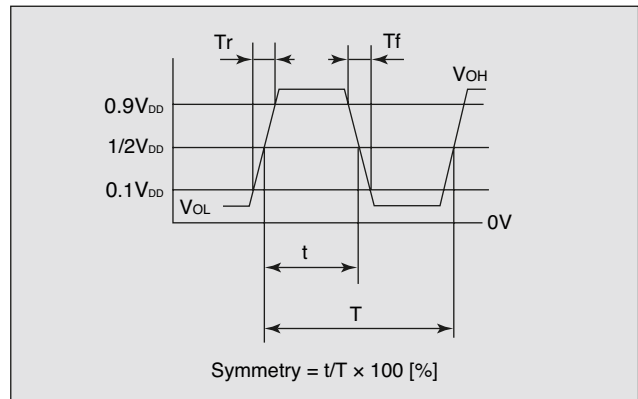 Tr Tf
VOH
0.9VDD
1/2VDD
0.1VDD
VOL
0V
t
T
Symmetry = t/T × 100 [%]